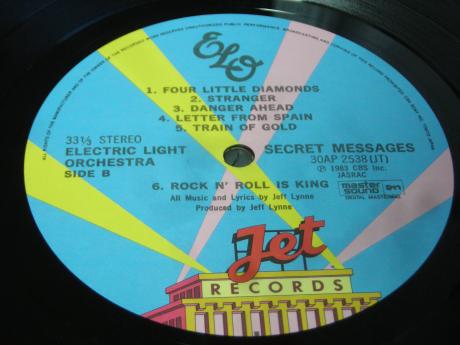 ELO
1. FOUR LITTLE DIAMONDS
2. STRANGER
3. DANGER AHEAD
4. LETTER FROM SPAIN
5. TRAIN OF GOLD
33⅓ STEREO
ELECTRIC LIGHT
ORCHESTRA
SIDE B
SECRET MESSAGES
30AP 2538(JT)
Ⓟ 1983 CBS Inc.
JASRAC
6. ROCK N' ROLL IS KING
All Music and Lyrics by Jeff Lynne
Produced by Jeff Lynne
master
sound
DIGITAL MASTERING
Jet
RECORDS